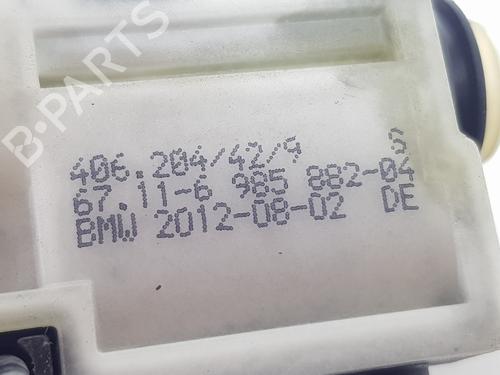 B-PARTS
406.204/42/9 S
67.11-6 985 882-04
BMW 2012-08-02 DE